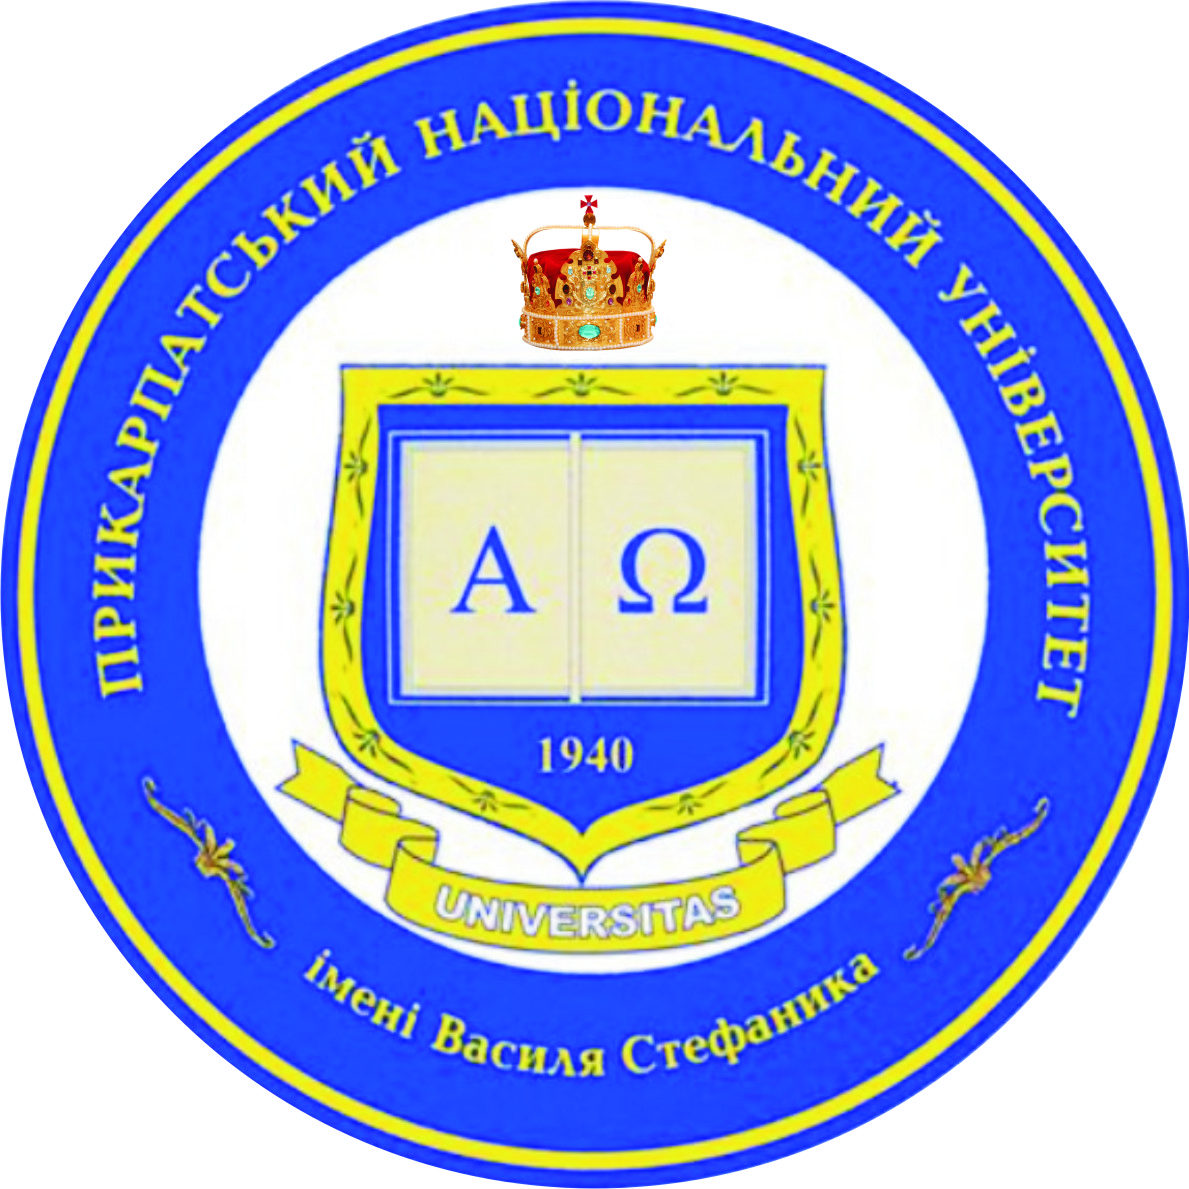 ПРИКАРПАТСЬКИЙ НАЦІОНАЛЬНИЙ УНІВЕРСИТЕТ
Α Ω
1940
UNIVERSITAS
імені Василя Стефаника